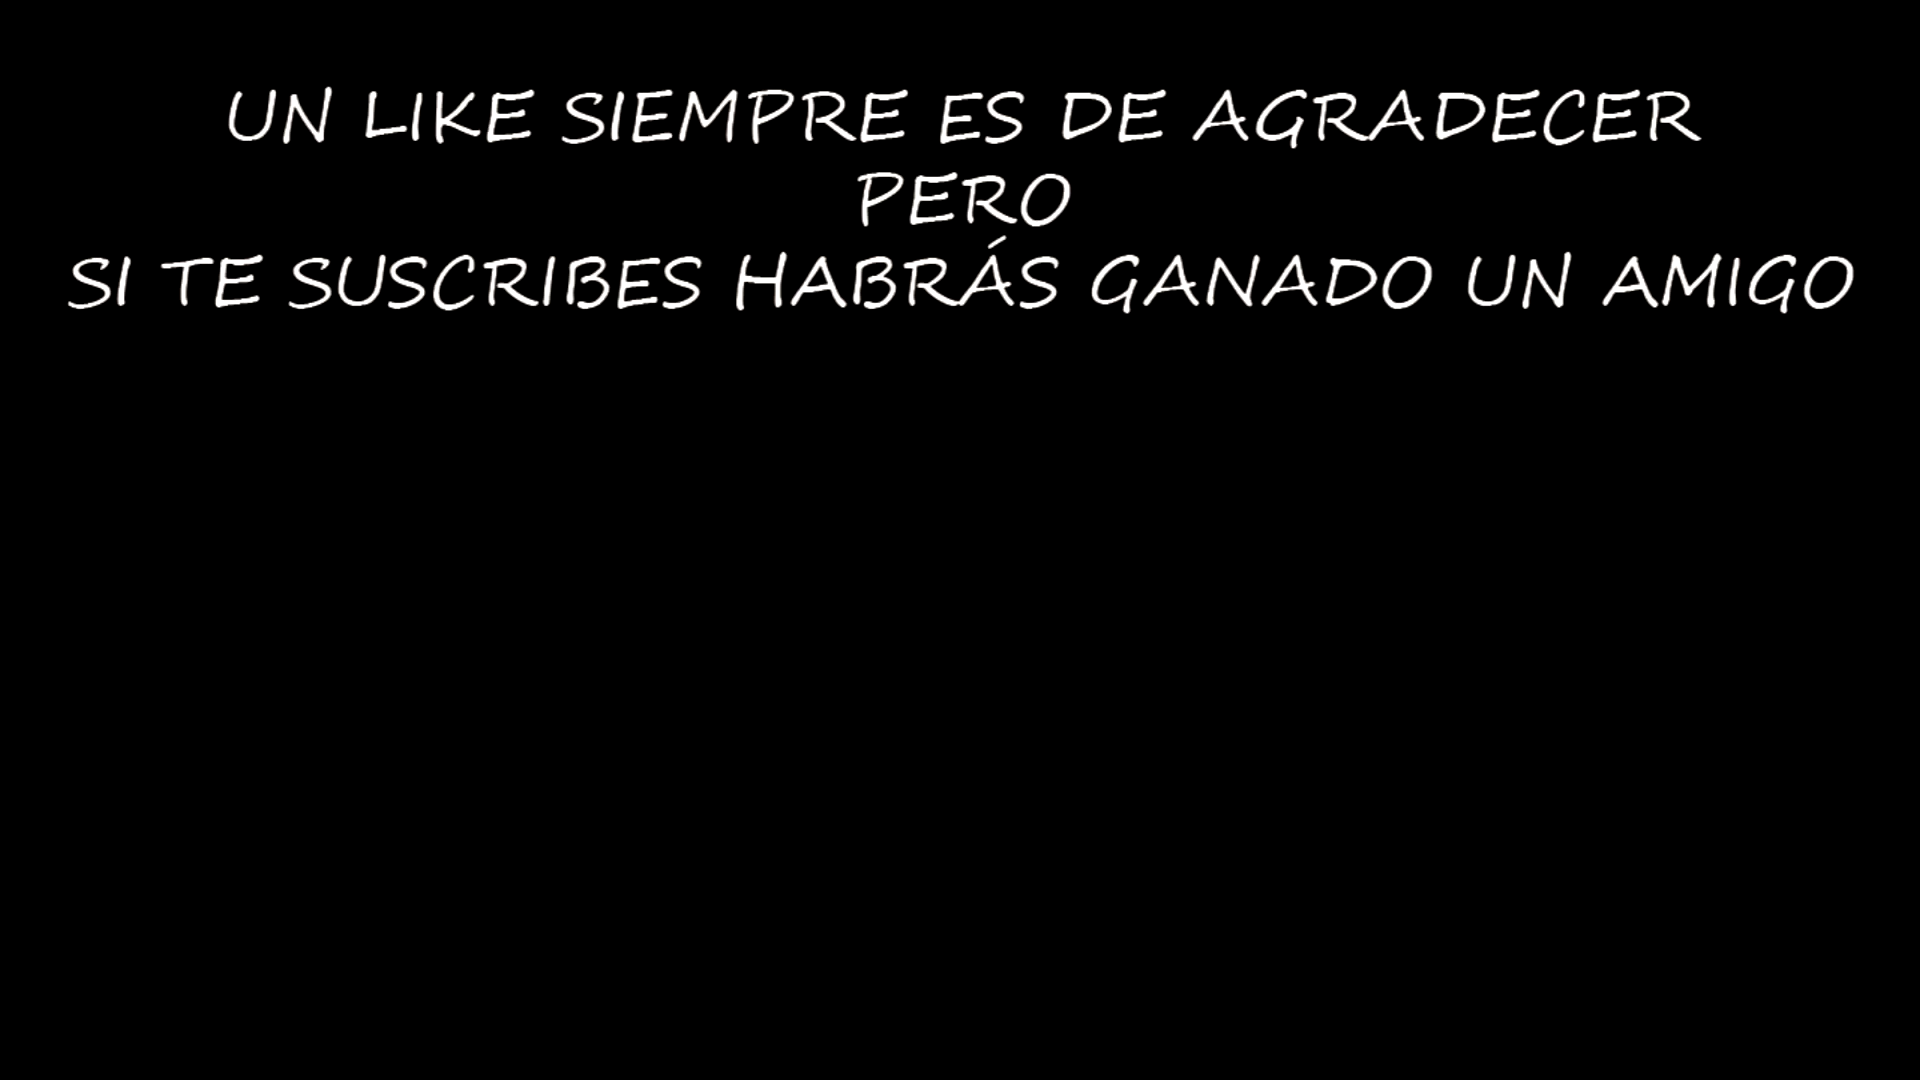 UN LIKE SIEMPRE ES DE AGRADECER
PERO
SI TE SUSCRIBES HABRÁS GANADO UN AMIGO